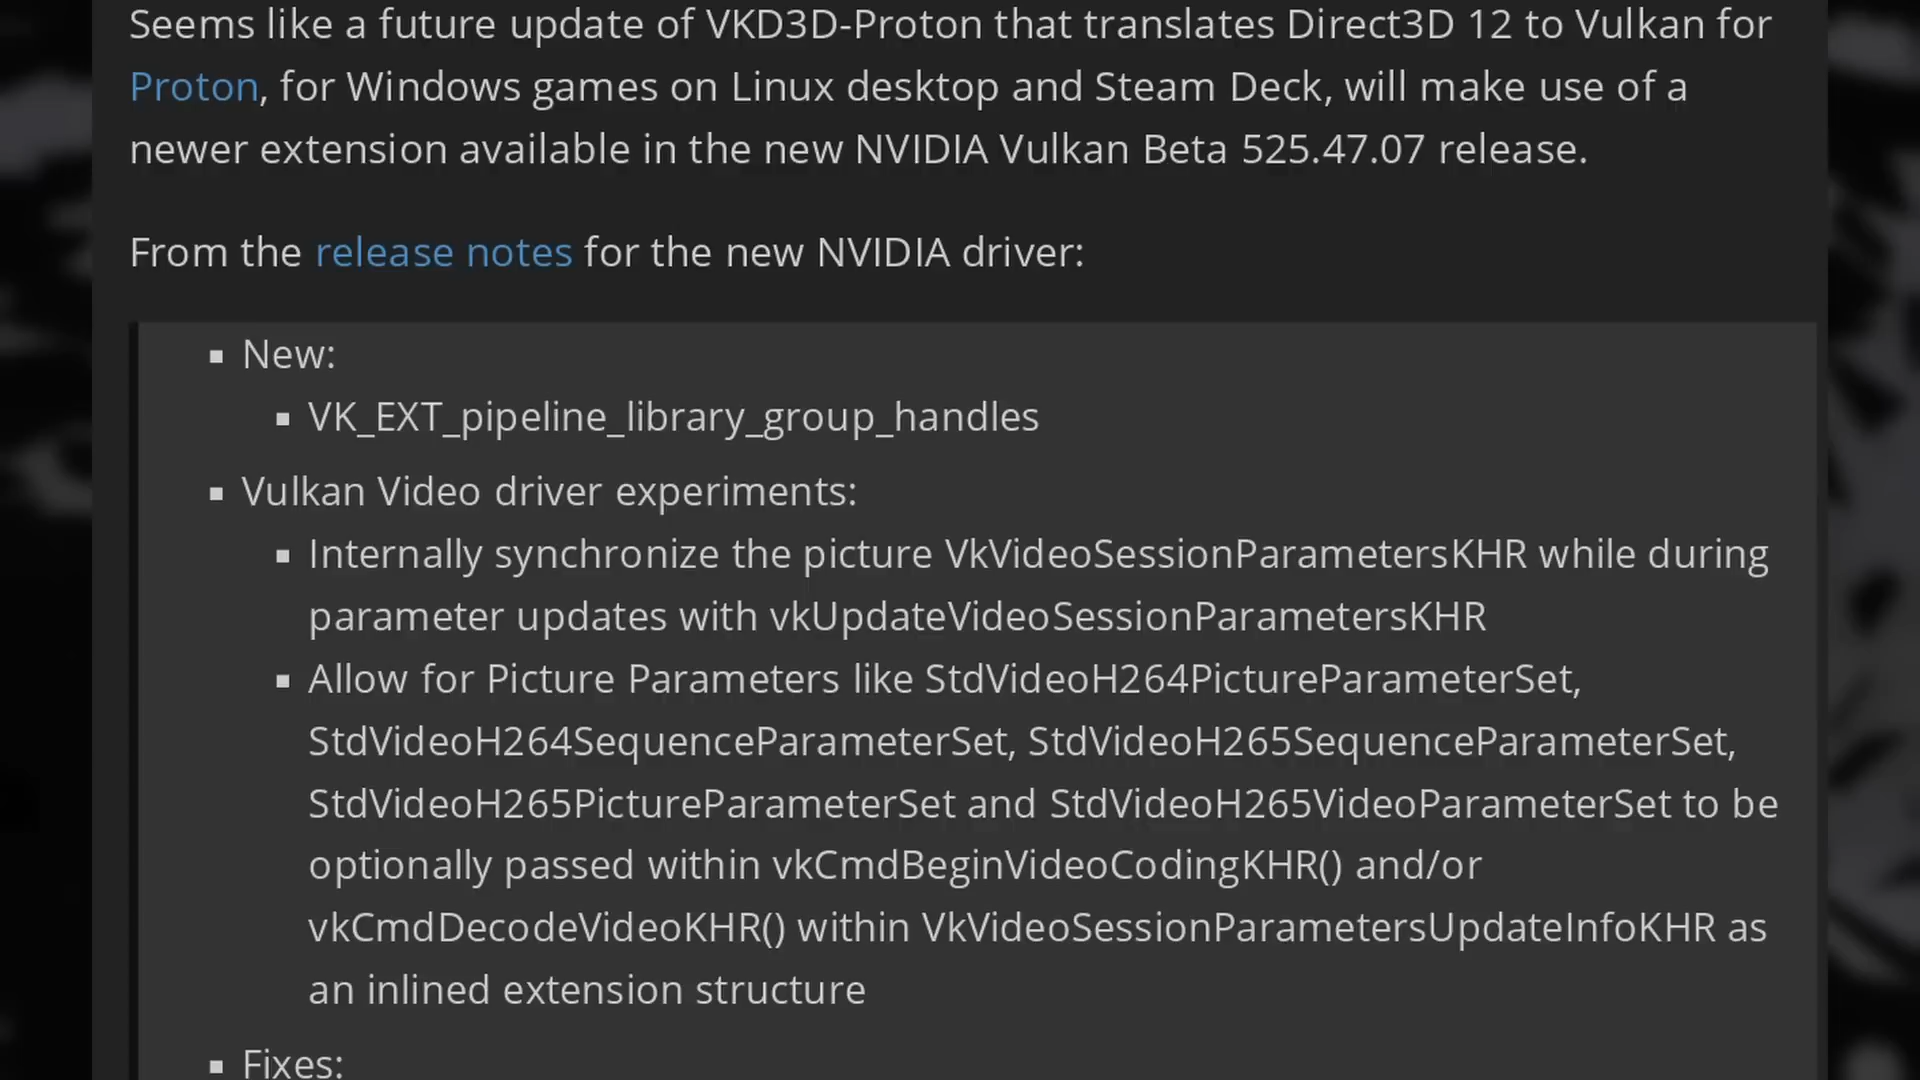 Seems like a future update of VKD3D-Proton that translates Direct3D 12 to Vulkan for
Proton, for Windows games on Linux desktop and Steam Deck, will make use of a
newer extension available in the new NVIDIA Vulkan Beta 525.47.07 release.
From the release notes for the new NVIDIA driver:
▪ New:
▪ VK_EXT_pipeline_library_group_handles
▪ Vulkan Video driver experiments:
▪ Internally synchronize the picture VkVideoSessionParametersKHR while during
parameter updates with vkUpdateVideoSessionParametersKHR
▪ Allow for Picture Parameters like StdVideoH264PictureParameterSet,
StdVideoH264SequenceParameterSet, StdVideoH265SequenceParameterSet,
StdVideoH265PictureParameterSet and StdVideoH265VideoParameterSet to be
optionally passed within vkCmdBeginVideoCodingKHR() and/or
vkCmdDecodeVideoKHR() within VkVideoSessionParametersUpdateInfoKHR as
an inlined extension structure
▪ Fixes: